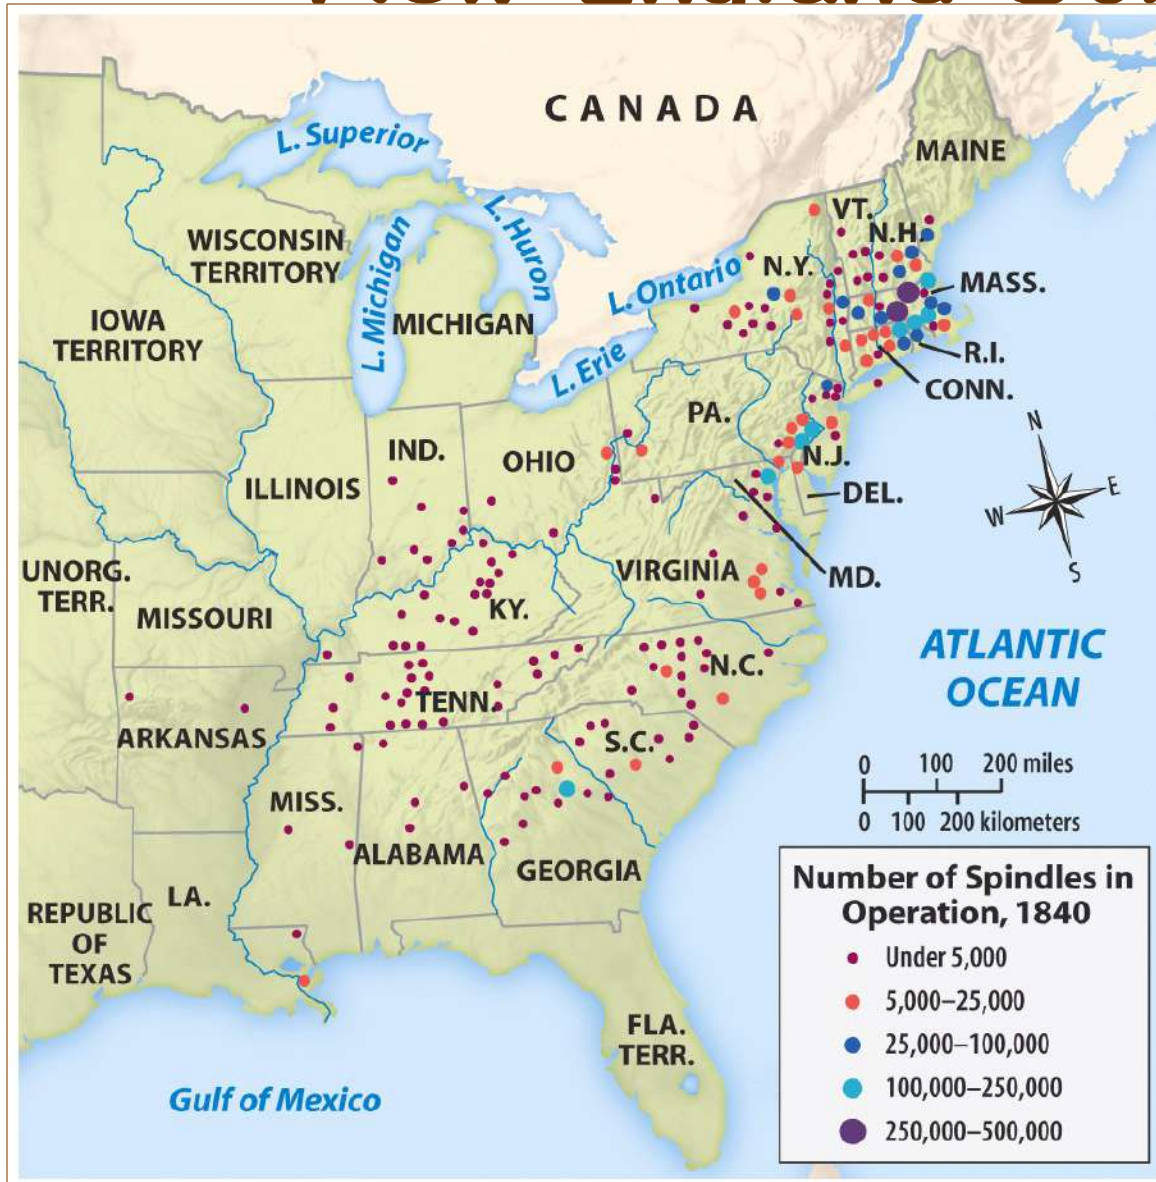 CANADA
L. Superior
MAINE
VT.
N.H.
WISCONSIN
TERRITORY
L. Michigan
L. Huron
L. Ontario
N.Y.
MASS.
IOWA
TERRITORY
MICHIGAN
L. Erie
R.I.
CONN.
PA.
N
IND.
OHIO
N.J.
ILLINOIS
DEL.
W
E
S
UNORG.
TERR.
MISSOURI
KY.
VIRGINIA
MD.
ATLANTIC
OCEAN
N.C.
TENN.
ARKANSAS
S.C.
0 100 200 miles
0 100 200 kilometers
MISS.
ALABAMA
GEORGIA
LA.
REPUBLIC
OF
TEXAS
FLA.
TERR.
Gulf of Mexico
Number of Spindles in
Operation, 1840
Under 5,000
5,000–25,000
25,000–100,000
100,000–250,000
250,000–500,000